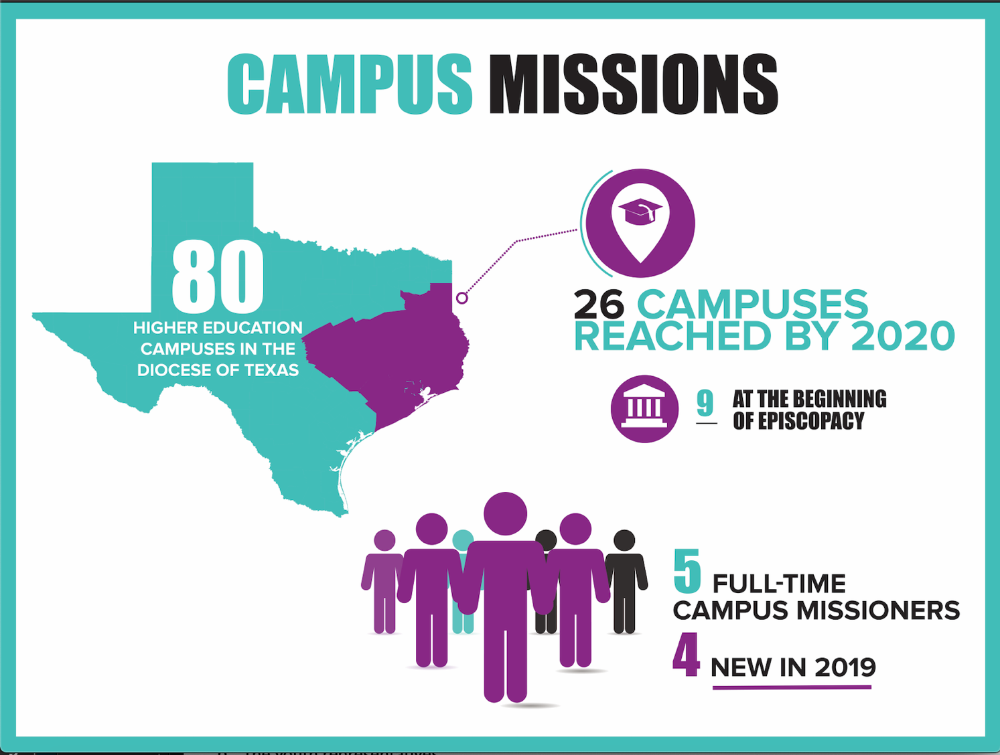 CAMPUS MISSIONS
80
HIGHER EDUCATION
CAMPUSES IN THE
DIOCESE OF TEXAS
26 CAMPUSES
REACHED BY 2020
9 AT THE BEGINNING
OF EPISCOPACY
5 FULL-TIME
CAMPUS MISSIONERS
4 NEW IN 2019